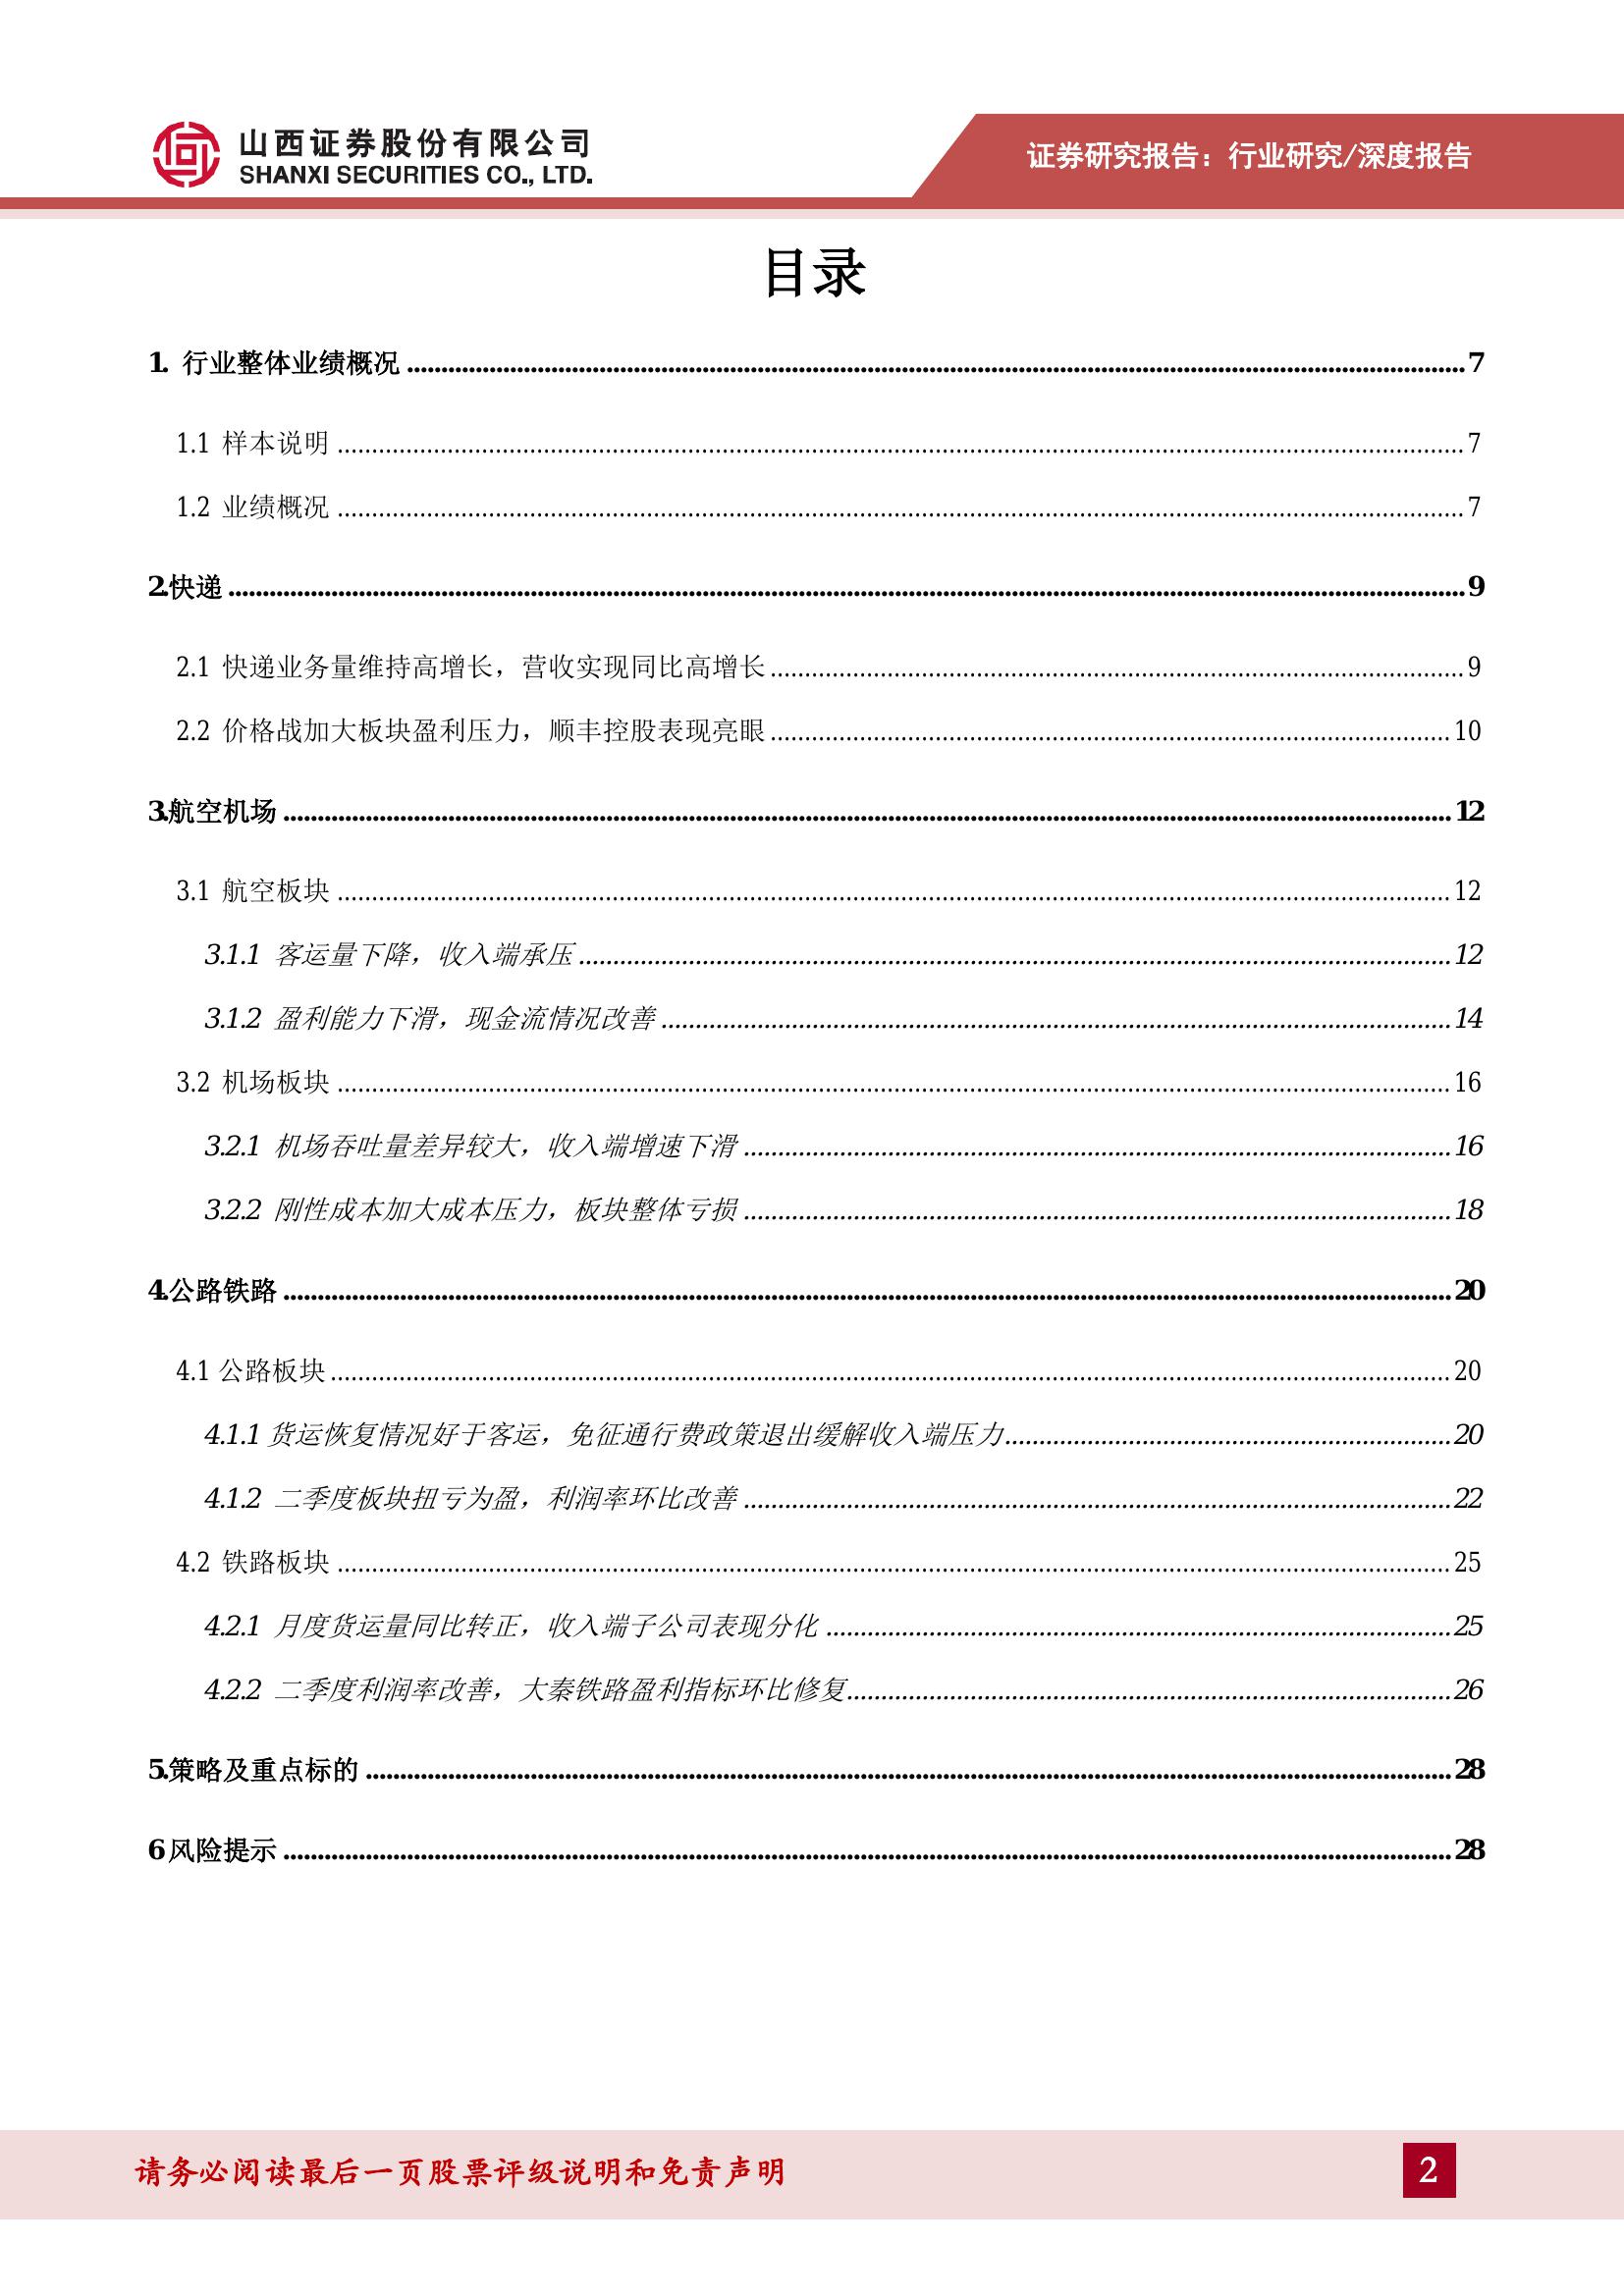 山西证券股份有限公司
SHANXI SECURITIES CO., LTD.
证券研究报告：行业研究/深度报告
目录
1. 行业整体业绩概况 7
1.1 样本说明 7
1.2 业绩概况 7
2.快递 9
2.1 快递业务量维持高增长，营收实现同比高增长 9
2.2 价格战加大板块盈利压力，顺丰控股表现亮眼 10
3.航空机场 12
3.1 航空板块 12
3.1.1 客运量下降，收入端承压 12
3.1.2 盈利能力下滑，现金流情况改善 14
3.2 机场板块 16
3.2.1 机场吞吐量差异较大，收入端增速下滑 16
3.2.2 刚性成本加大成本压力，板块整体亏损 18
4.公路铁路 20
4.1 公路板块 20
4.1.1 货运恢复情况好于客运，免征通行费政策退出缓解收入端压力 20
4.1.2 二季度板块扭亏为盈，利润率环比改善 22
4.2 铁路板块 25
4.2.1 月度货运量同比转正，收入端子公司表现分化 25
4.2.2 二季度利润率改善，大秦铁路盈利指标环比修复 26
5.策略及重点标的 28
6 风险提示 28
请务必阅读最后一页股票评级说明和免责声明
2